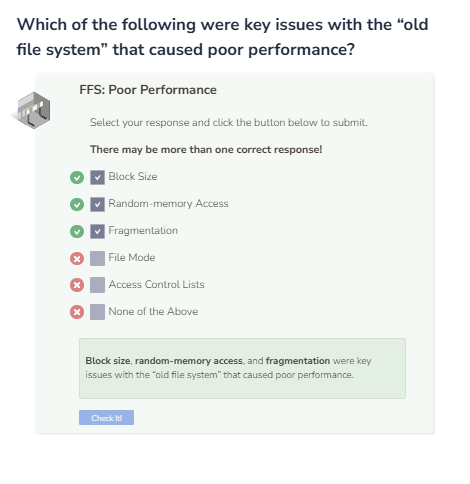 Which of the following were key issues with the “old
file system” that caused poor performance?
FFS: Poor Performance
Select your response and click the button below to submit.
There may be more than one correct response!
Block Size
Random-memory Access
Fragmentation
File Mode
Access Control Lists
None of the Above
Block size, random-memory access, and fragmentation were key
issues with the “old file system” that caused poor performance.
Check It!